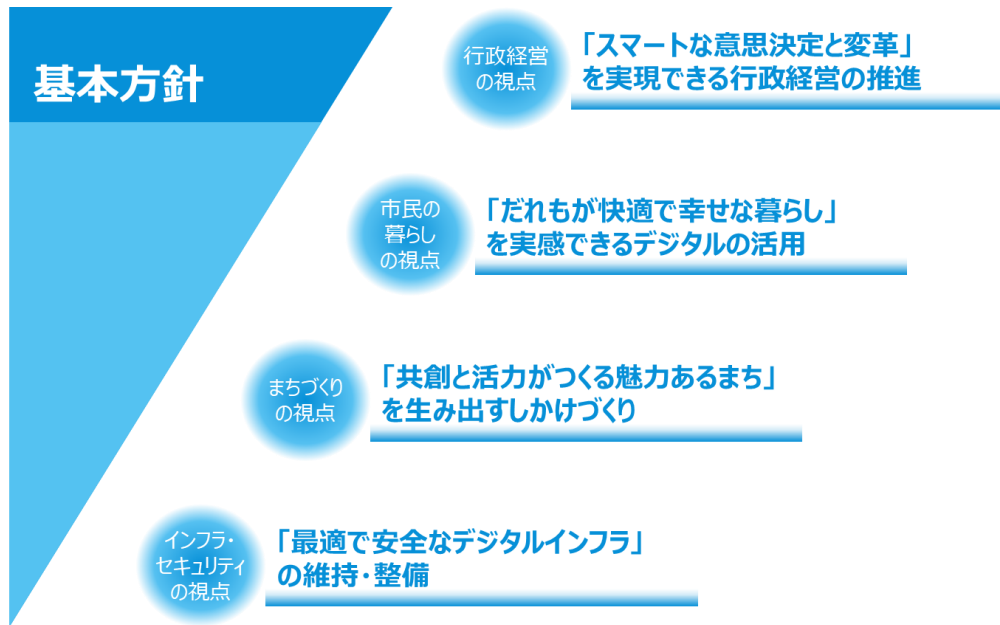 基本方針
行政経営
の視点
「スマートな意思決定と変革」
を実現できる行政経営の推進
市民の
暮らし
の視点
「だれもが快適で幸せな暮らし」
を実感できるデジタルの活用
まちづくり
の視点
「共創と活力がつくる魅力あるまち」
を生み出すしかけづくり
インフラ・
セキュリティ
の視点
「最適で安全なデジタルインフラ」
の維持・整備